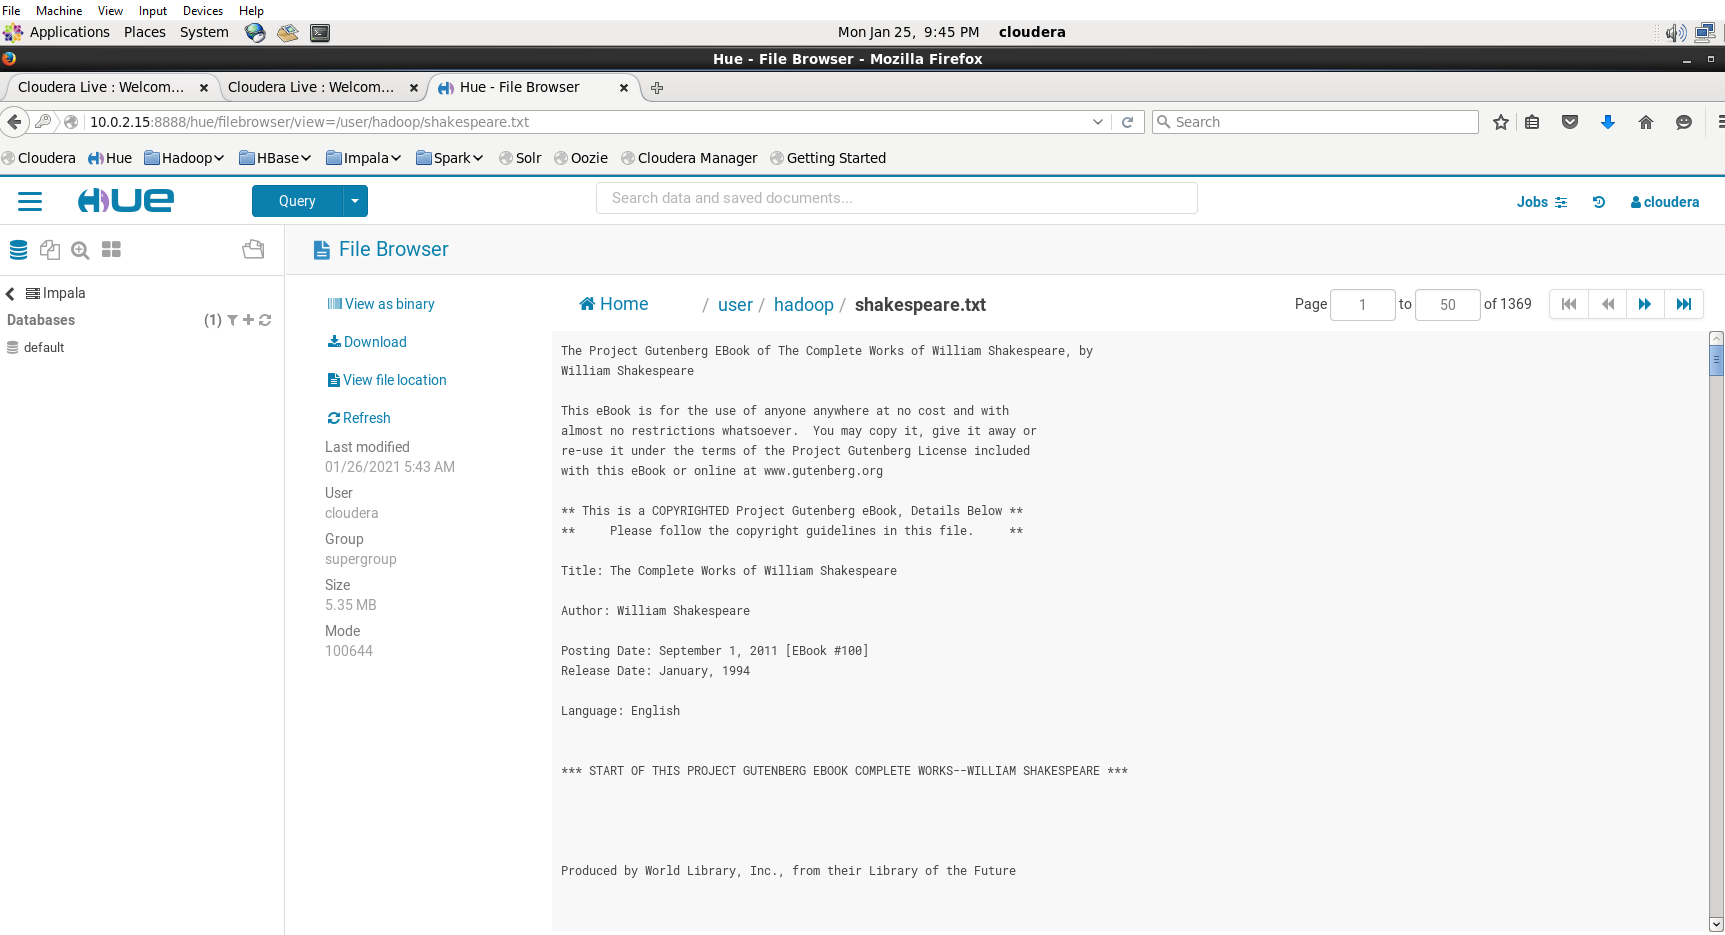 File Machine View Input Devices Help
Applications Places System Mon Jan 25, 9:45 PM cloudera
Hue - File Browser - Mozilla Firefox
Cloudera Live : Welcom... Cloudera Live : Welcom... Hue - File Browser
10.0.2.15:8888/hue/filebrowser/view=/user/hadoop/shakespeare.txt Search
Cloudera Hue Hadoop HBase Impala Spark Solr Oozie Cloudera Manager Getting Started
HUE Query Search data and saved documents... Jobs cloudera
File Browser
Impala
Databases (1)
default
View as binary
Download
View file location
Refresh
Last modified
01/26/2021 5:43 AM
User
cloudera
Group
supergroup
Size
5.35 MB
Mode
100644
Home / user / hadoop / shakespeare.txt Page 1 to 50 of 1369
The Project Gutenberg EBook of The Complete Works of William Shakespeare, by
William Shakespeare
This eBook is for the use of anyone anywhere at no cost and with
almost no restrictions whatsoever.  You may copy it, give it away or
re-use it under the terms of the Project Gutenberg License included
with this eBook or online at www.gutenberg.org
** This is a COPYRIGHTED Project Gutenberg eBook, Details Below **
**     Please follow the copyright guidelines in this file.     **
Title: The Complete Works of William Shakespeare
Author: William Shakespeare
Posting Date: September 1, 2011 [EBook #100]
Release Date: January, 1994
Language: English
*** START OF THIS PROJECT GUTENBERG EBOOK COMPLETE WORKS--WILLIAM SHAKESPEARE ***
Produced by World Library, Inc., from their Library of the Future